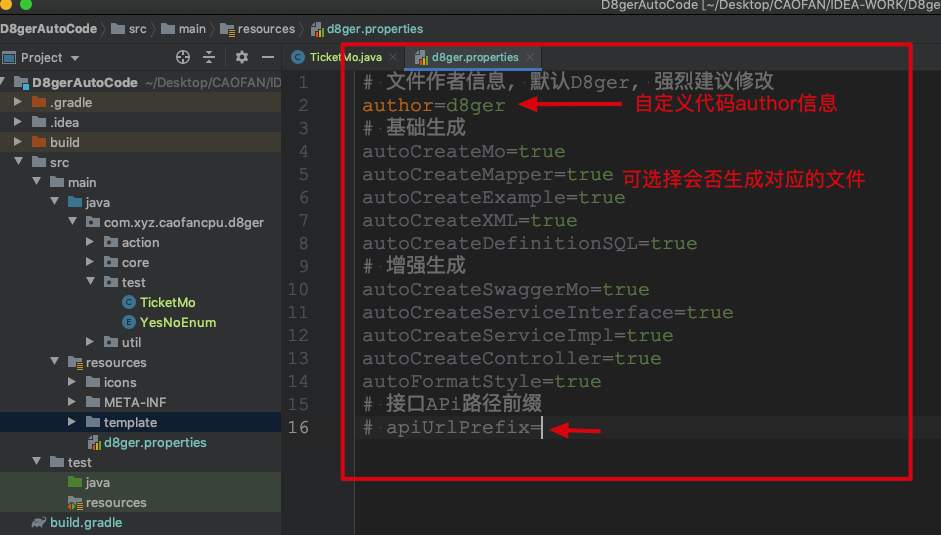 D8gerAutoCode [~/Desktop/CAOFAN/IDEA-WORK/D8ge
D8gerAutoCode src main resources d8ger.properties
Project TicketMo.java d8ger.properties
D8gerAutoCode ~/Desktop/CAOFAN/ID
.gradle
.idea
build
src
main
java
com.xyz.caofancpu.d8ger
action
core
test
TicketMo
YesNoEnum
util
resources
icons
META-INF
template
d8ger.properties
test
java
resources
build.gradle
1 # 文件作者信息, 默认D8ger, 强烈建议修改
2 author=d8ger 自定义代码author信息
3 # 基础生成
4 autoCreateMo=true
5 autoCreateMapper=true 可选择会否生成对应的文件
6 autoCreateExample=true
7 autoCreateXML=true
8 autoCreateDefinitionSQL=true
9 # 增强生成
10 autoCreateSwaggerMo=true
11 autoCreateServiceInterface=true
12 autoCreateServiceImpl=true
13 autoCreateController=true
14 autoFormatStyle=true
15 # 接口APi路径前缀
16 # apiUrlPrefix=